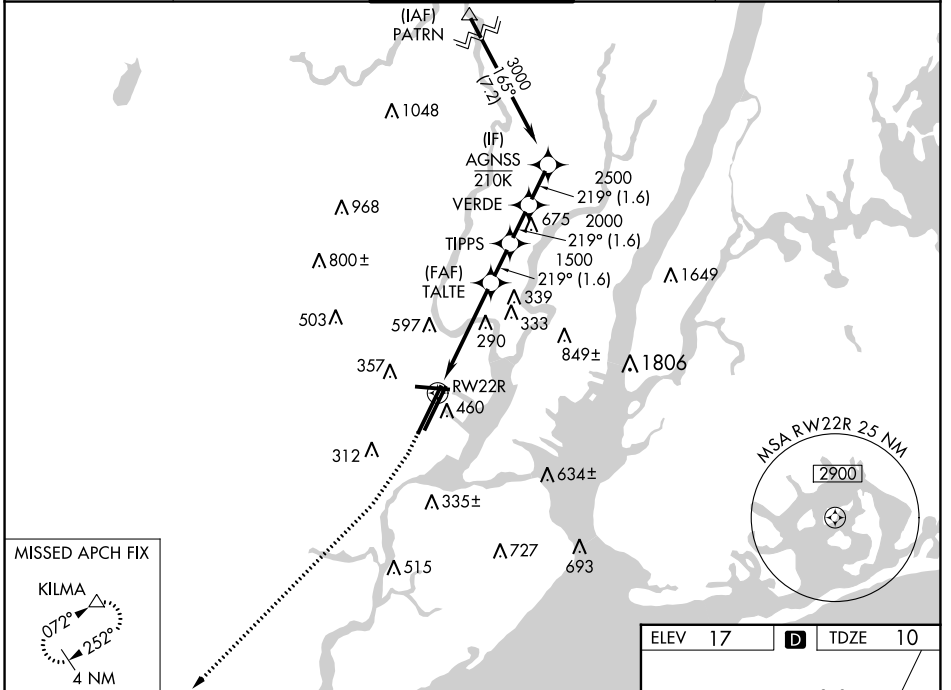 (IAF)
PATRN
3000
165°
(7.2)
1048
(IF)
AGNSS
210K
2500
219° (1.6)
968
VERDE
675
2000
219° (1.6)
TIPPS
800±
1500
219° (1.6)
(FAF)
TALTE
1649
339
503
597
333
290
849±
357
1806
RW22R
460
MSA RW22R 25 NM
2900
312
634±
335±
727
693
515
MISSED APCH FIX
KILMA
072°
252°
4 NM
ELEV 17 D TDZE 10